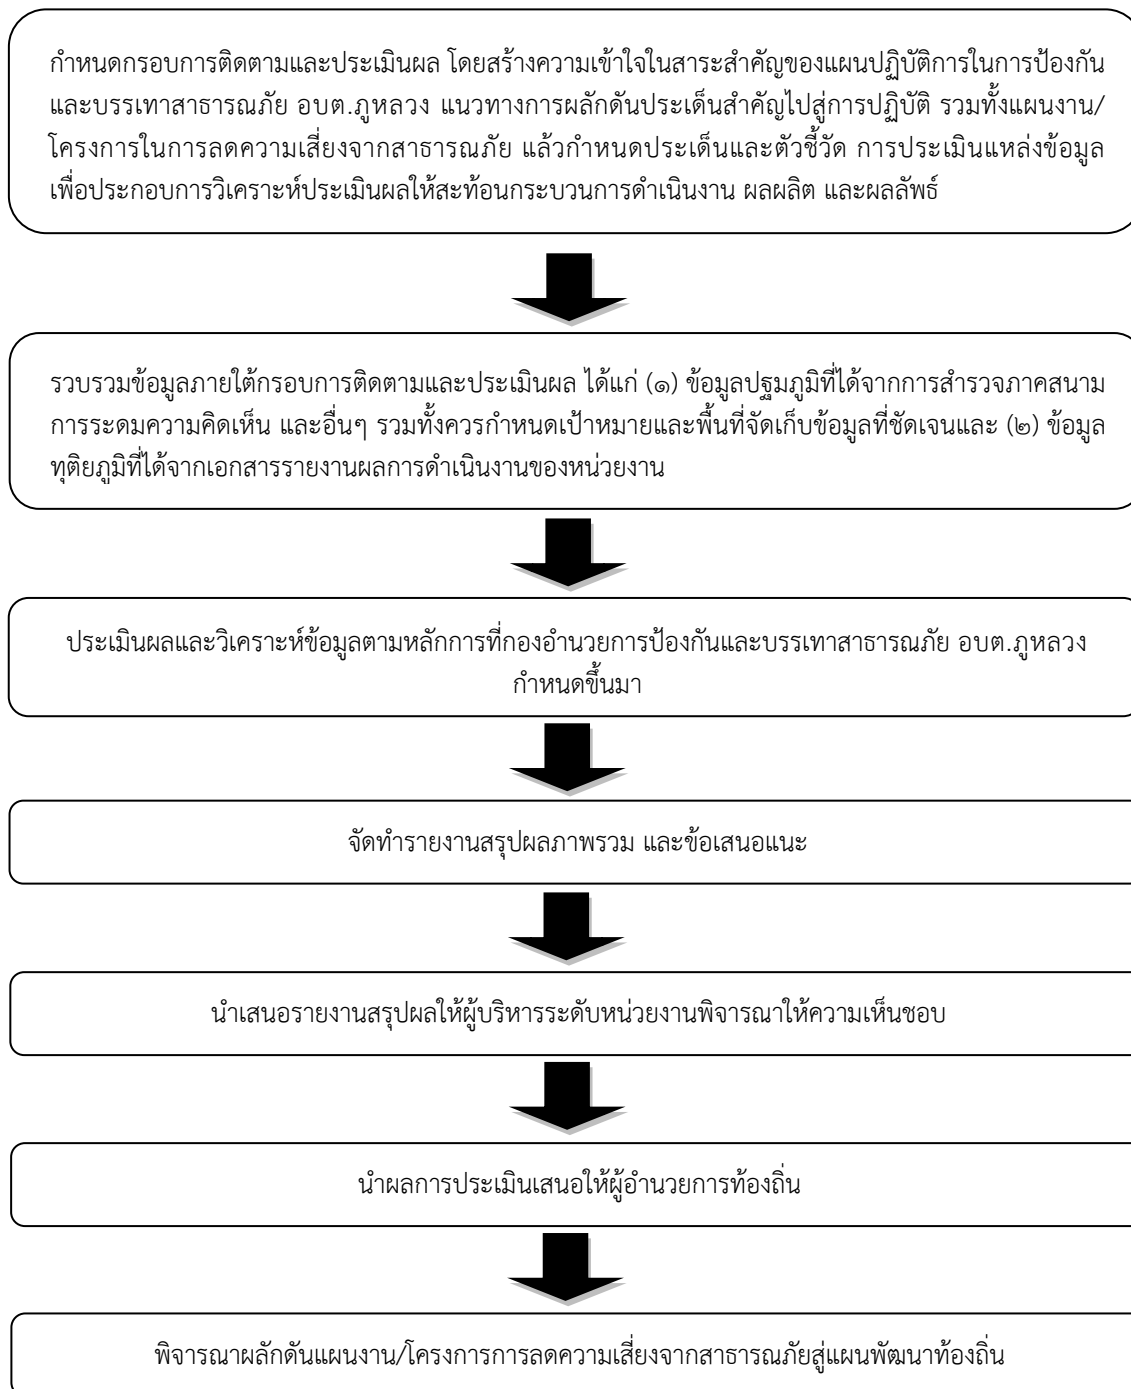 กำหนดกรอบการติดตามและประเมินผล โดยสร้างความเข้าใจในสาระสำคัญของแผนปฏิบัติการในการป้องกัน
และบรรเทาสาธารณภัย อบต.ภูหลวง แนวทางการผลักดันประเด็นสำคัญไปสู่การปฏิบัติ รวมทั้งแผนงาน/
โครงการในการลดความเสี่ยงจากสาธารณภัย แล้วกำหนดประเด็นและตัวชี้วัด การประเมินแหล่งข้อมูล
เพื่อประกอบการวิเคราะห์ประเมินผลให้สะท้อนกระบวนการดำเนินงาน ผลผลิต และผลลัพธ์
รวบรวมข้อมูลภายใต้กรอบการติดตามและประเมินผล ได้แก่ (๑) ข้อมูลปฐมภูมิที่ได้จากการสำรวจภาคสนาม
การระดมความคิดเห็น และอื่นๆ รวมทั้งควรกำหนดเป้าหมายและพื้นที่จัดเก็บข้อมูลที่ชัดเจนและ (๒) ข้อมูล
ทุติยภูมิที่ได้จากเอกสารรายงานผลการดำเนินงานของหน่วยงาน
ประเมินผลและวิเคราะห์ข้อมูลตามหลักการที่กองอำนวยการป้องกันและบรรเทาสาธารณภัย อบต.ภูหลวง
กำหนดขึ้นมา
จัดทำรายงานสรุปผลภาพรวม และข้อเสนอแนะ
นำเสนอรายงานสรุปผลให้ผู้บริหารระดับหน่วยงานพิจารณาให้ความเห็นชอบ
นำผลการประเมินเสนอให้ผู้อำนวยการท้องถิ่น
พิจารณาผลักดันแผนงาน/โครงการการลดความเสี่ยงจากสาธารณภัยสู่แผนพัฒนาท้องถิ่น